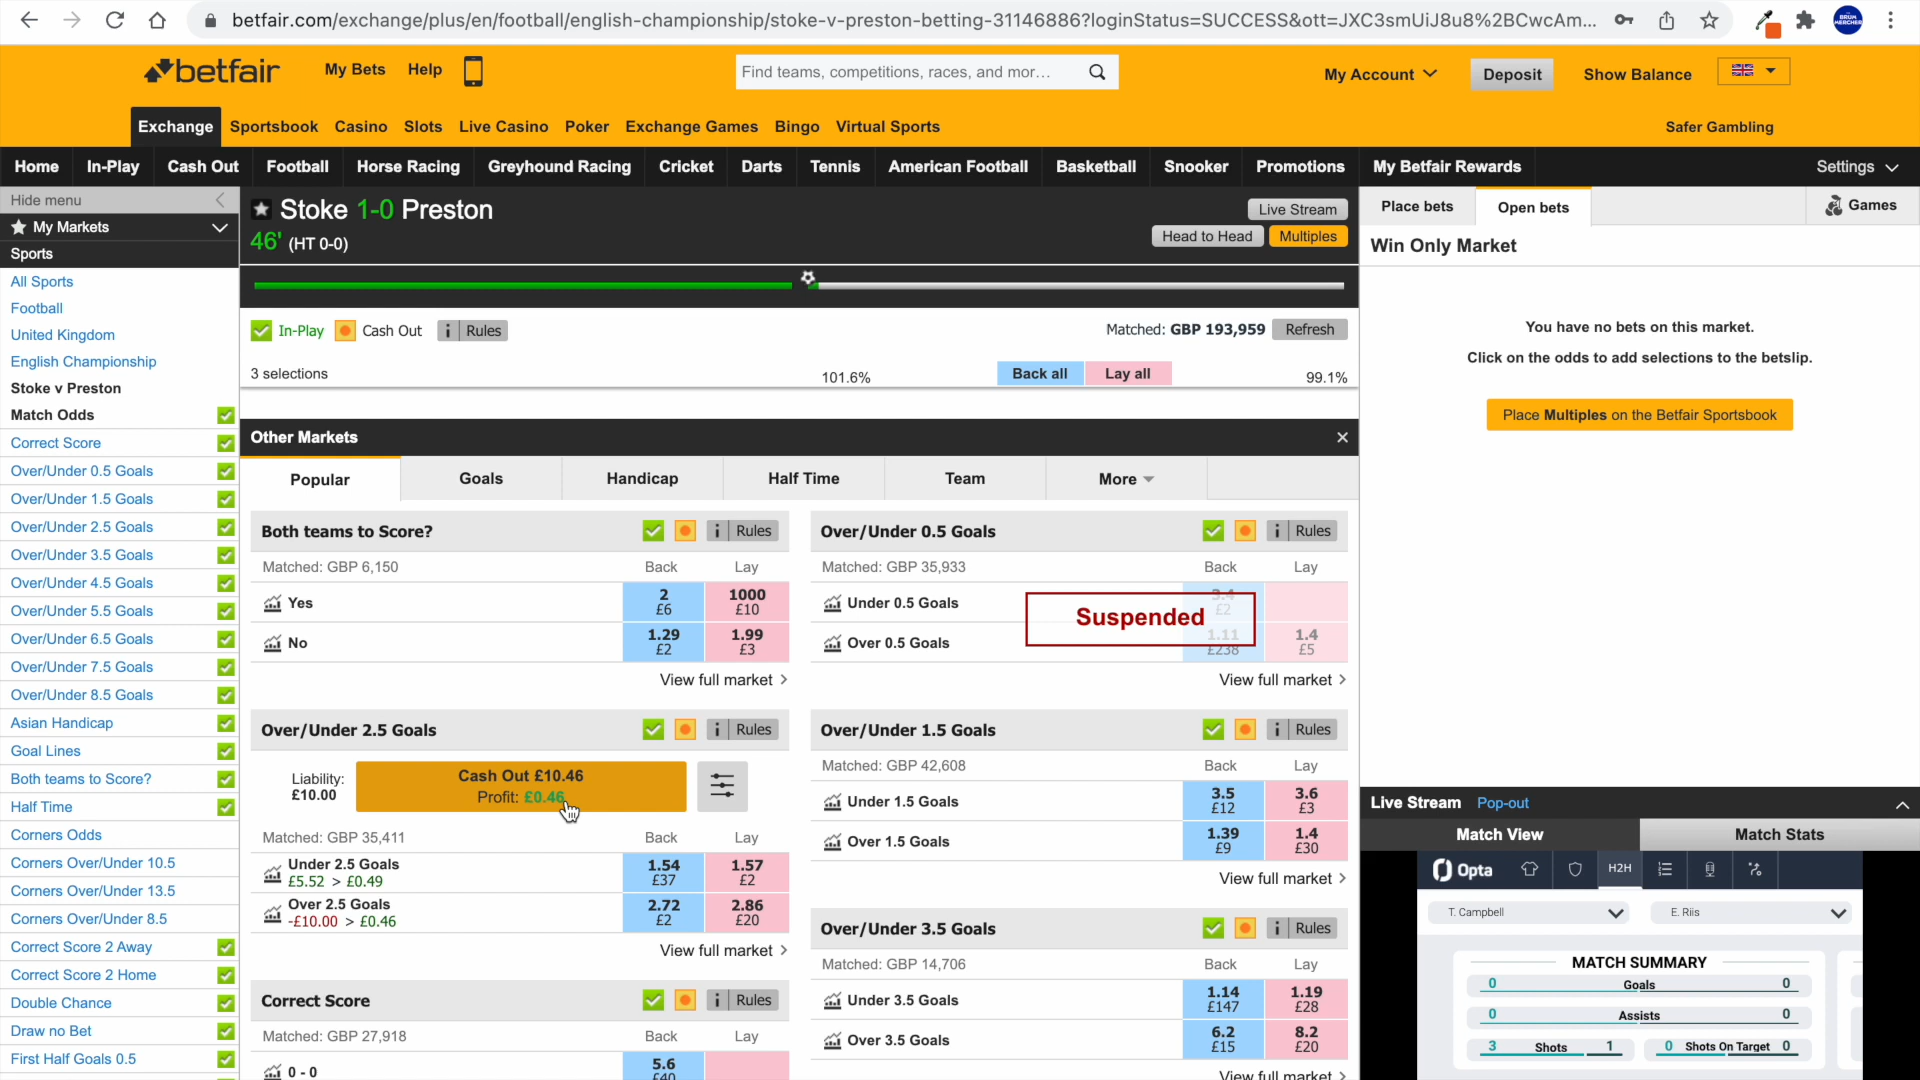 betfair.com/exchange/plus/en/football/english-championship/stoke-v-preston-betting-31146886?loginStatus=SUCCESS&ott=JXC3smUiJ8u8%2BCwcAm...
betfair
My Bets
Help
Find teams, competitions, races, and mor...
My Account
Deposit
Show Balance
Exchange
Sportsbook
Casino
Slots
Live Casino
Poker
Exchange Games
Bingo
Virtual Sports
Safer Gambling
Home
In-Play
Cash Out
Football
Horse Racing
Greyhound Racing
Cricket
Darts
Tennis
American Football
Basketball
Snooker
Promotions
My Betfair Rewards
Settings
Hide menu
My Markets
Sports
All Sports
Football
United Kingdom
English Championship
Stoke v Preston
Match Odds
Correct Score
Over/Under 0.5 Goals
Over/Under 1.5 Goals
Over/Under 2.5 Goals
Over/Under 3.5 Goals
Over/Under 4.5 Goals
Over/Under 5.5 Goals
Over/Under 6.5 Goals
Over/Under 7.5 Goals
Over/Under 8.5 Goals
Asian Handicap
Goal Lines
Both teams to Score?
Half Time
Corners Odds
Corners Over/Under 10.5
Corners Over/Under 13.5
Corners Over/Under 8.5
Correct Score 2 Away
Correct Score 2 Home
Double Chance
Draw no Bet
First Half Goals 0.5
Stoke 1-0 Preston
46' (HT 0-0)
Live Stream
Head to Head
Multiples
In-Play
Cash Out
i Rules
Matched: GBP 193,959
Refresh
3 selections
101.6%
Back all
Lay all
99.1%
Other Markets
Popular
Goals
Handicap
Half Time
Team
More
Both teams to Score?
i Rules
Matched: GBP 6,150
Back
Lay
Yes
2
£6
1000
£10
No
1.29
£2
1.99
£3
View full market
Over/Under 2.5 Goals
i Rules
Liability:
£10.00
Cash Out £10.46
Profit: £0.46
Matched: GBP 35,411
Back
Lay
Under 2.5 Goals
£5.52 > £0.49
1.54
£37
1.57
£2
Over 2.5 Goals
-£10.00 > £0.46
2.72
£2
2.86
£20
View full market
Correct Score
i Rules
Matched: GBP 27,918
Back
Lay
0 - 0
5.6
£40
Over/Under 0.5 Goals
i Rules
Matched: GBP 35,933
Back
Lay
Under 0.5 Goals
3.4
£2
Suspended
Over 0.5 Goals
1.11
£238
1.4
£5
View full market
Over/Under 1.5 Goals
i Rules
Matched: GBP 42,608
Back
Lay
Under 1.5 Goals
3.5
£12
3.6
£3
Over 1.5 Goals
1.39
£9
1.4
£30
View full market
Over/Under 3.5 Goals
i Rules
Matched: GBP 14,706
Back
Lay
Under 3.5 Goals
1.14
£147
1.19
£28
Over 3.5 Goals
6.2
£15
8.2
£20
View full market
Place bets
Open bets
Games
Win Only Market
You have no bets on this market.
Click on the odds to add selections to the betslip.
Place Multiples on the Betfair Sportsbook
Live Stream
Pop-out
Match View
Match Stats
Opta
H2H
T. Campbell
E. Riis
MATCH SUMMARY
0 Goals 0
0 Assists 0
3 Shots 1
0 Shots On Target 0